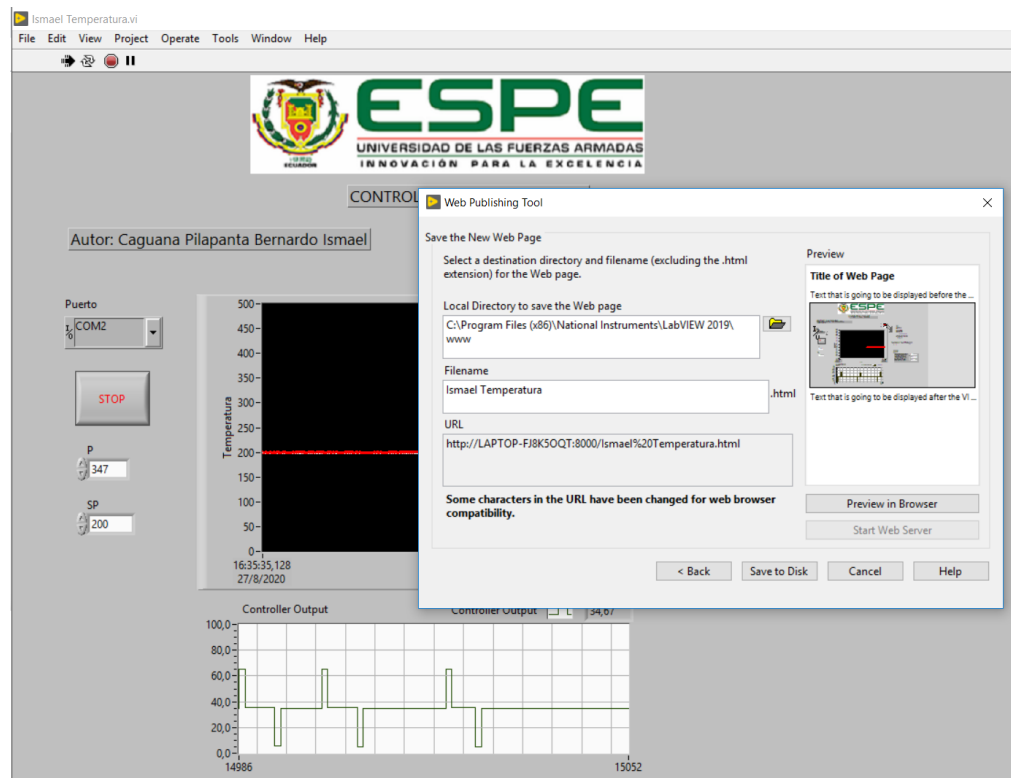 Ismael Temperatura.vi
File Edit View Project Operate Tools Window Help
ESPE
UNIVERSIDAD DE LAS FUERZAS ARMADAS
INNOVACIÓN PARA LA EXCELENCIA
ECUADOR
CONTROL
Autor: Caguana Pilapanta Bernardo Ismael
Puerto
COM2
STOP
P
347
SP
200
Temperatura
500
450
400
350
300
250
200
150
100
50
0
16:35:35,128
27/8/2020
Web Publishing Tool
Save the New Web Page
Select a destination directory and filename (excluding the .html
extension) for the Web page.
Local Directory to save the Web page
C:\Program Files (x86)\National Instruments\LabVIEW 2019\
www
Filename
Ismael Temperatura
.html
URL
http://LAPTOP-FJ8K5OQT:8000/Ismael%20Temperatura.html
Some characters in the URL have been changed for web browser
compatibility.
Preview
Title of Web Page
Text that is going to be displayed before the ...
ESPE
Text that is going to be displayed after the VI ...
Preview in Browser
Start Web Server
< Back Save to Disk Cancel Help
Controller Output Controller Output 34,67
100,0
80,0
60,0
40,0
20,0
0,0
14986 15052